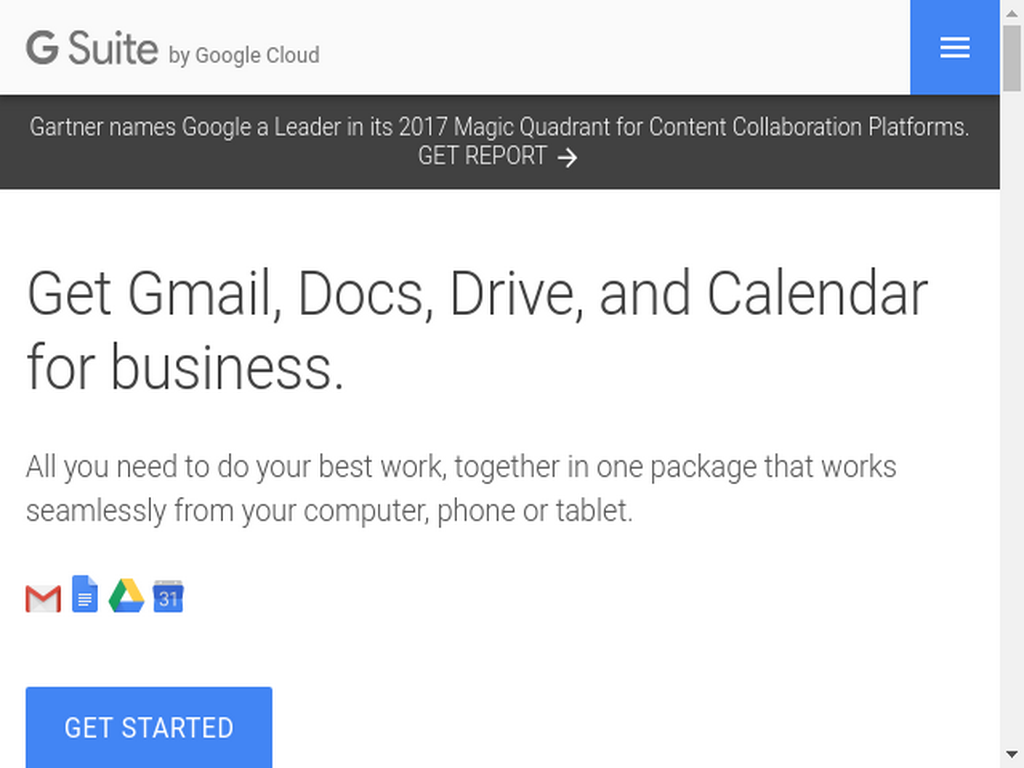 G Suite by Google Cloud
Gartner names Google a Leader in its 2017 Magic Quadrant for Content Collaboration Platforms.
GET REPORT →
Get Gmail, Docs, Drive, and Calendar
for business.
All you need to do your best work, together in one package that works
seamlessly from your computer, phone or tablet.
31
GET STARTED